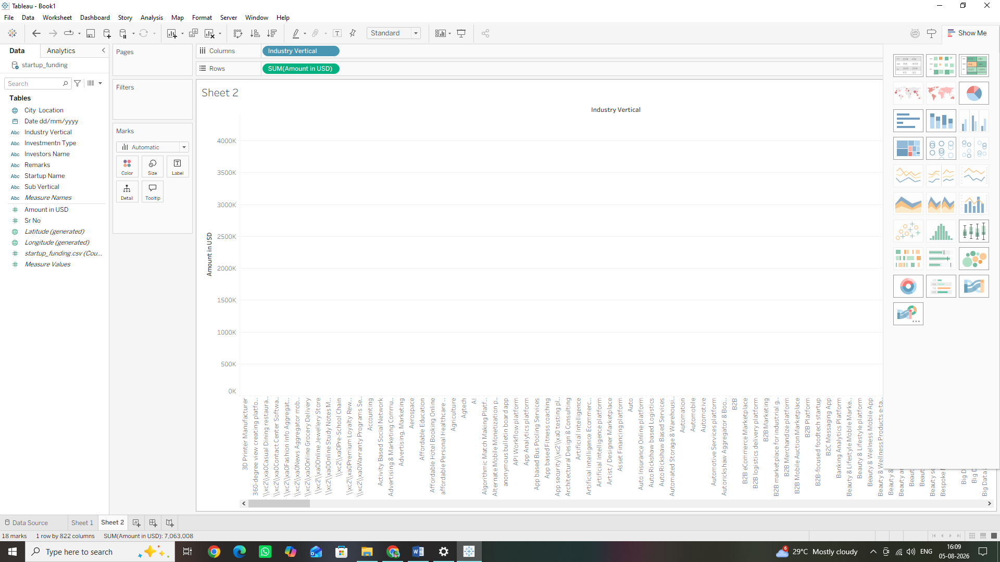 Tableau - Book1
File Data Worksheet Dashboard Story Analysis Map Format Server Window Help
Standard
Show Me
Data Analytics
startup_funding
Search
Tables
City Location
Date dd/mm/yyyy
Industry Vertical
Investmentn Type
Investors Name
Remarks
Startup Name
Sub Vertical
Measure Names
Amount in USD
Sr No
Latitude (generated)
Longitude (generated)
startup_funding.csv (Cou...
Measure Values
Pages
Filters
Marks
Automatic
Color Size Label
Detail Tooltip
Columns Industry Vertical
Rows SUM(Amount in USD)
Sheet 2
Industry Vertical
Amount in USD
4000K
3500K
3000K
2500K
2000K
1500K
1000K
500K
0K
3D Printer Manufacturer
360-degree view creating platfo..
\\xc2\\xa0Casual Dining restaura..
\\xc2\\xa0Contact Center Softwa..
\\xc2\\xa0Fashion Info Aggregat..
\\xc2\\xa0News Aggregator mob..
\\xc2\\xa0Online Grocery Delivery
\\xc2\\xa0Online Jewellery Store
\\xc2\\xa0Online Study Notes M..
\\xc2\\xa0Pre-School Chain
\\xc2\\xa0Premium Loyalty Rew..
\\xc2\\xa0Warranty Programs Se..
Accounting
Activity Based Social Network
Advertising & Marketing Commu..
Advertising, Marketing
Aerospace
Affordable Education
Affordable Hotel Booking Online
affordable Personal Healthcare ..
Agriculture
Agtech
AI
Algorithmic Match Making Platf..
Alternate Mobile Monetization p..
anonymous bulletin board app
API Workflow platform
App Analytics platform
App based Bus Pooling Services
App based Fitness coaching
App security\\xc2\\xa0 testing pl..
Architectural Design & Consulting
Artificial Intelligence
Artificial Intelligence Ecommerc..
Artificial Intelligence platform
Artist / Designer Marketplace
Asset Financing platform
Auto
Auto Insurance Online platform
Auto Rickshaw based Logistics
Auto Rickshaw Based Services
Automated Storage & Warehousi..
Automation
Automobile
Automotive
Automotive Services platform
Autorickshaw Aggregator & Boo..
B2B
B2B eCommerce Marketplace
B2B logistics delivery platform
B2B Marketing
B2B marketplace for industrial g..
B2B Merchandize platform
B2B Mobile Auction Marketplace
B2B Platform
B2B-focused foodtech startup
B2C Messaging App
Banking Analytics Platform
Beauty & Lifestyle Mobile Marke..
Beauty & Lifestyle platform
Beauty & Wellness Mobile App
Beauty & Wellness Products e-ta..
Beauty &
Beauty an
Beauty
Beauty
Beauty se
Bespoke
Big D
Big D
Big Data
Data Source Sheet 1 Sheet 2
18 marks 1 row by 822 columns SUM(Amount in USD): 7,063,008
Type here to search
6
29°C Mostly cloudy
ENG
16:09
05-08-2026